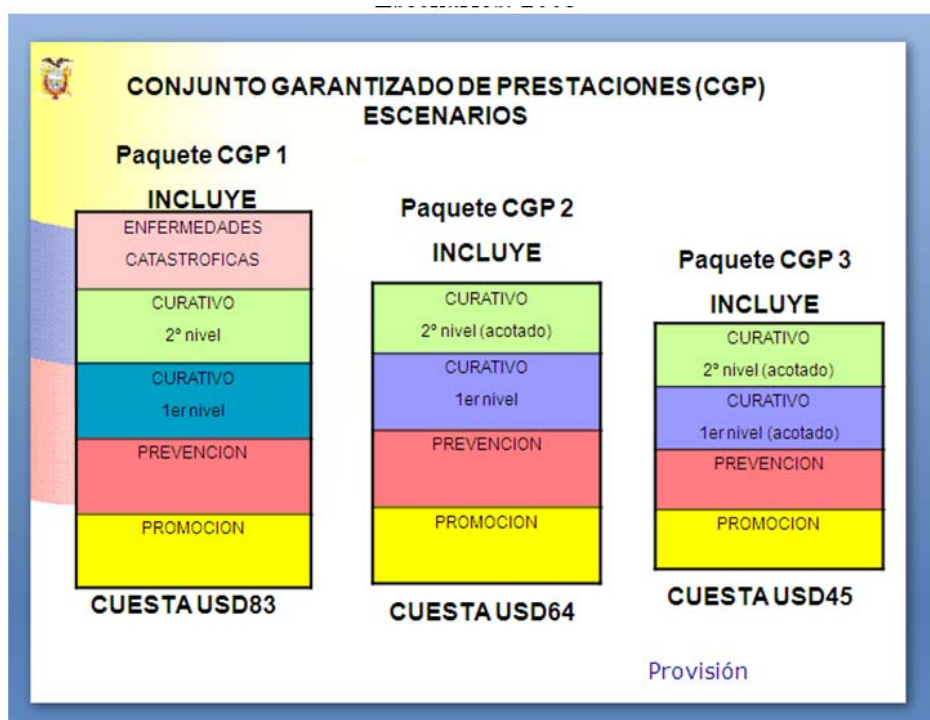 CONJUNTO GARANTIZADO DE PRESTACIONES (CGP)
ESCENARIOS
Paquete CGP 1
INCLUYE
ENFERMEDADES
CATASTROFICAS
CURATIVO
2º nivel
CURATIVO
1er nivel
PREVENCION
PROMOCION
CUESTA USD83
Paquete CGP 2
INCLUYE
CURATIVO
2º nivel (acotado)
CURATIVO
1er nivel
PREVENCION
PROMOCION
CUESTA USD64
Paquete CGP 3
INCLUYE
CURATIVO
2º nivel (acotado)
CURATIVO
1er nivel (acotado)
PREVENCION
PROMOCION
CUESTA USD45
Provisión